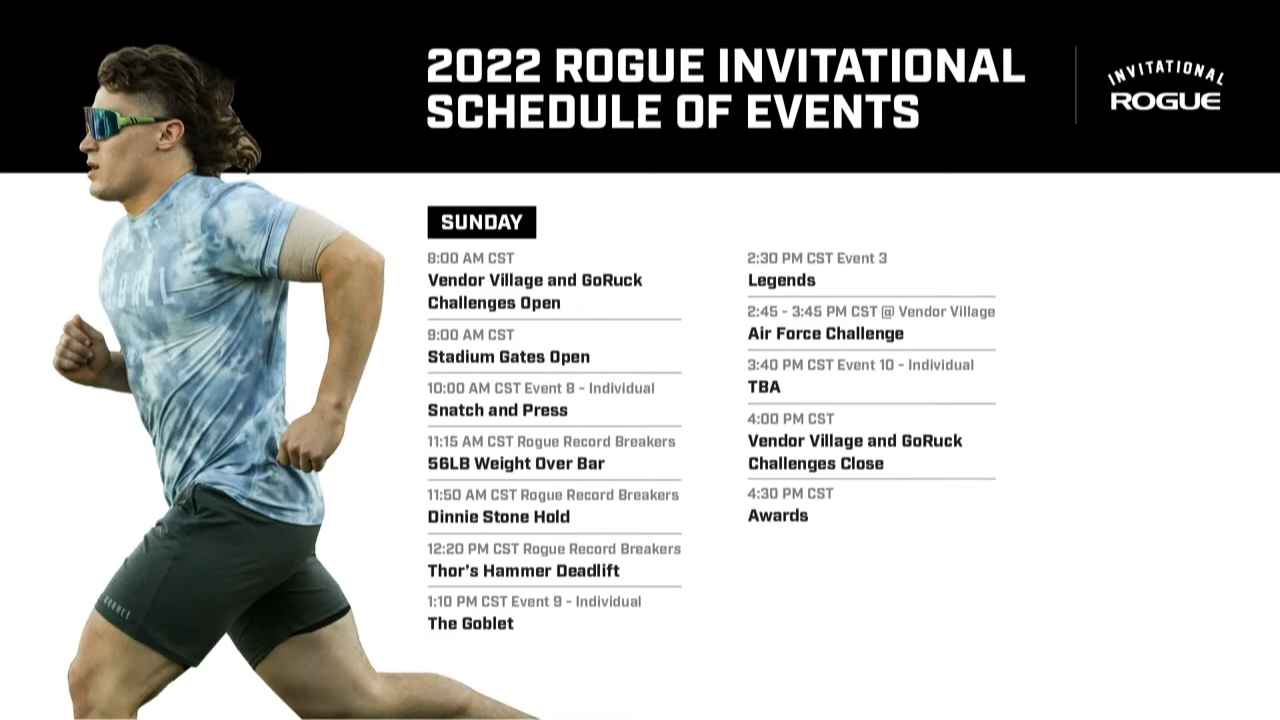 2022 ROGUE INVITATIONAL
SCHEDULE OF EVENTS
INVITATIONAL
ROGUE
SUNDAY
8:00 AM CST
Vendor Village and GoRuck
Challenges Open
9:00 AM CST
Stadium Gates Open
10:00 AM CST Event 8 - Individual
Snatch and Press
11:15 AM CST Rogue Record Breakers
56LB Weight Over Bar
11:50 AM CST Rogue Record Breakers
Dinnie Stone Hold
12:20 PM CST Rogue Record Breakers
Thor's Hammer Deadlift
1:10 PM CST Event 9 - Individual
The Goblet
2:30 PM CST Event 3
Legends
2:45 - 3:45 PM CST @ Vendor Village
Air Force Challenge
3:40 PM CST Event 10 - Individual
TBA
4:00 PM CST
Vendor Village and GoRuck
Challenges Close
4:30 PM CST
Awards